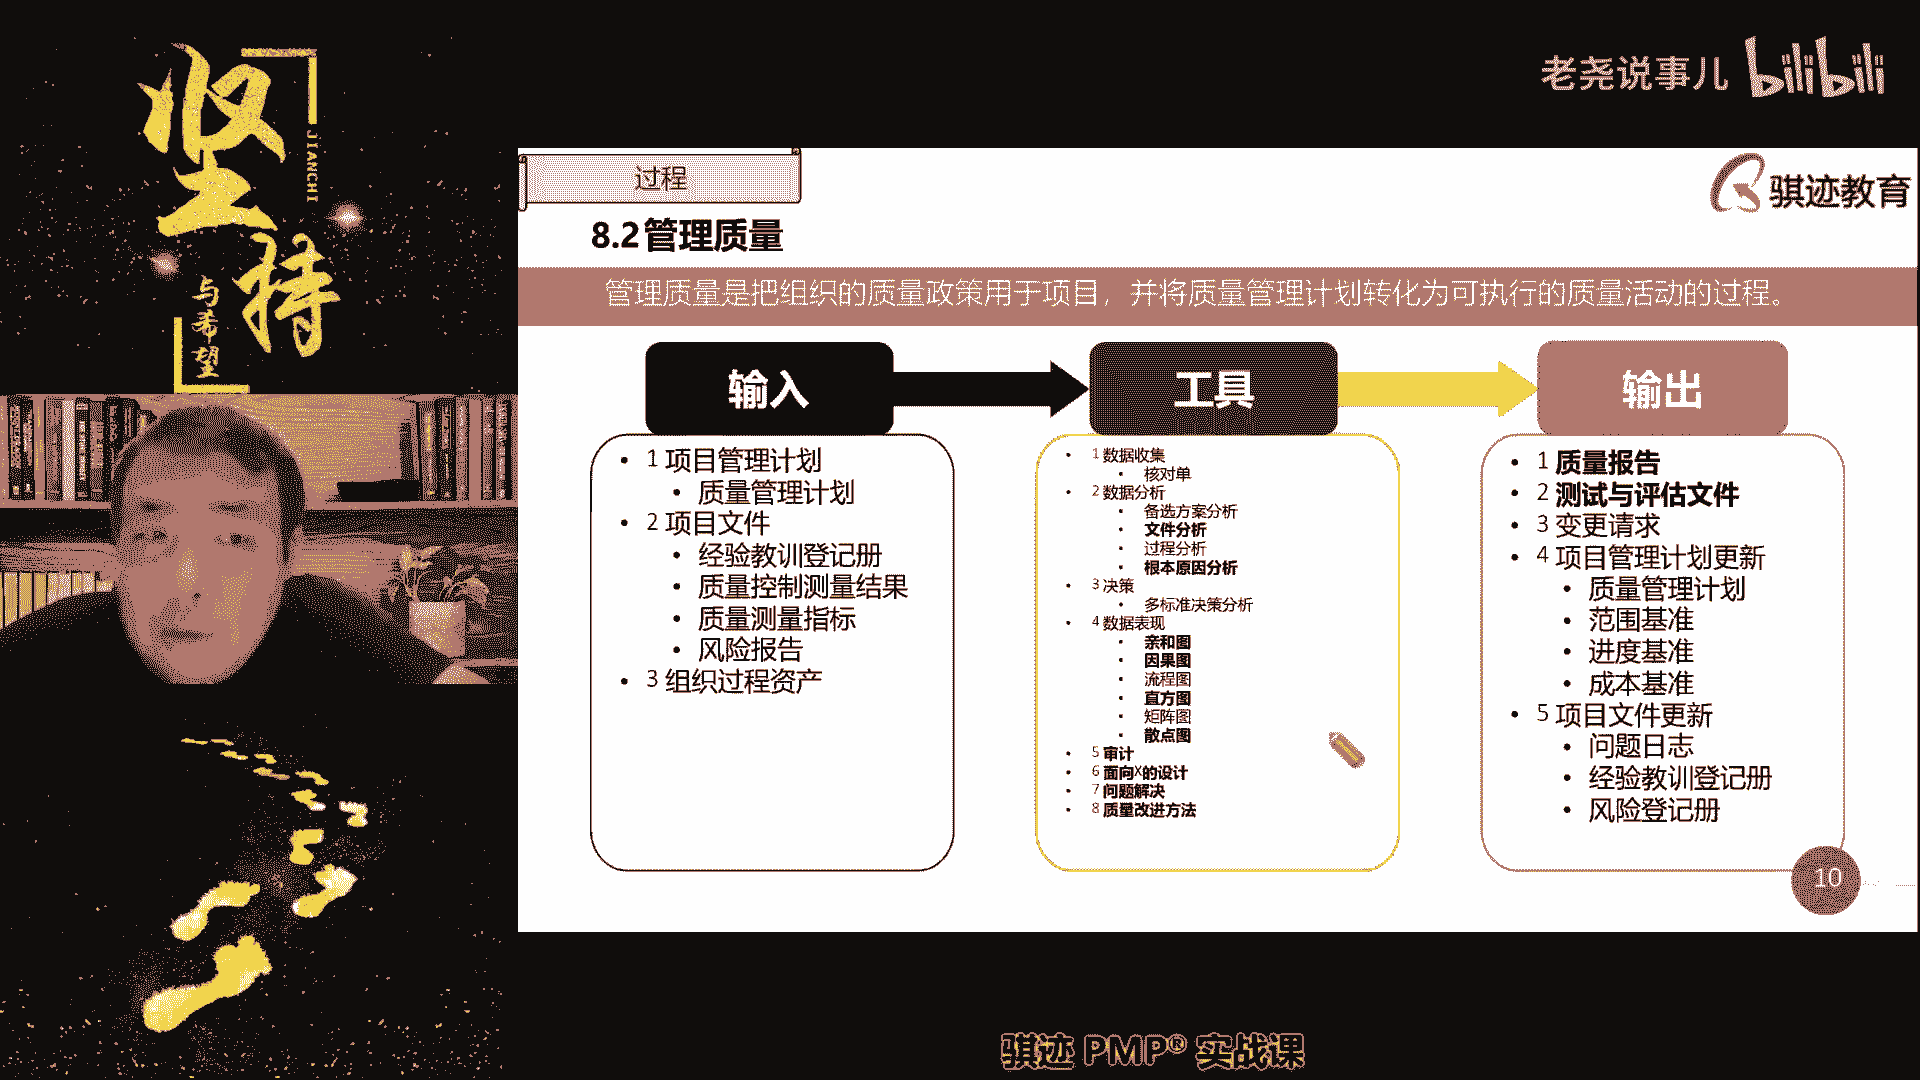 坚持
JIANCHI
与希望
老尧说事儿 bilibili
过程
骐迹教育
8.2管理质量
管理质量是把组织的质量政策用于项目，并将质量管理计划转化为可执行的质量活动的过程。
输入
• 1 项目管理计划
• 质量管理计划
• 2 项目文件
• 经验教训登记册
• 质量控制测量结果
• 质量测量指标
• 风险报告
• 3 组织过程资产
工具
• 1 数据收集
• 核对单
• 2 数据分析
• 备选方案分析
• 文件分析
• 过程分析
• 根本原因分析
• 3 决策
• 多标准决策分析
• 4 数据表现
• 亲和图
• 因果图
• 流程图
• 直方图
• 矩阵图
• 散点图
• 5 审计
• 6 面向X的设计
• 7 问题解决
• 8 质量改进方法
输出
• 1 质量报告
• 2 测试与评估文件
• 3 变更请求
• 4 项目管理计划更新
• 质量管理计划
• 范围基准
• 进度基准
• 成本基准
• 5 项目文件更新
• 问题日志
• 经验教训登记册
• 风险登记册
10
骐迹 PMP® 实战课